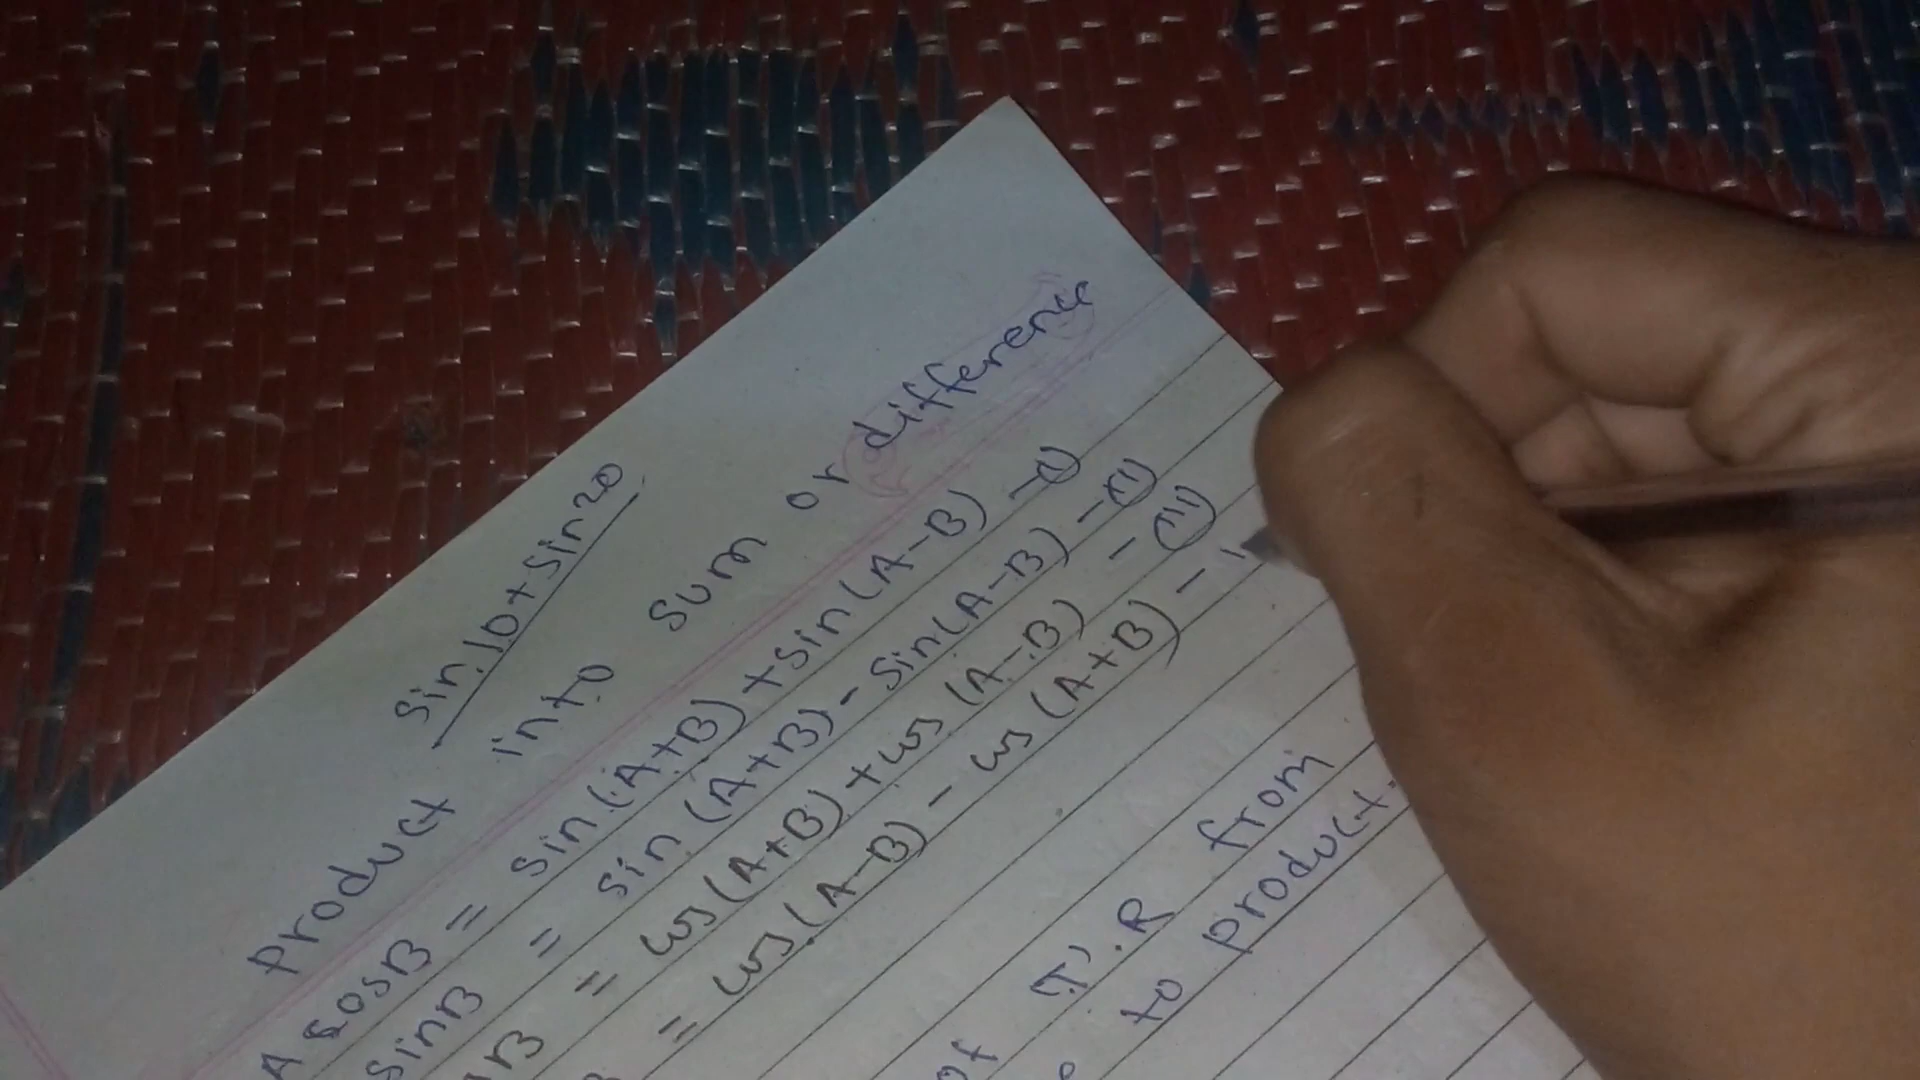 sin10+sin20
Product into sum or difference
A cosB = sin(A+B)+sin(A-B) -(i)
sinB = sin(A+B)-sin(A-B) -(ii)
sB = cos(A+B)+cos(A-B) -(iii)
= cos(A-B)-cos(A+B) -
of T.R from
to product.